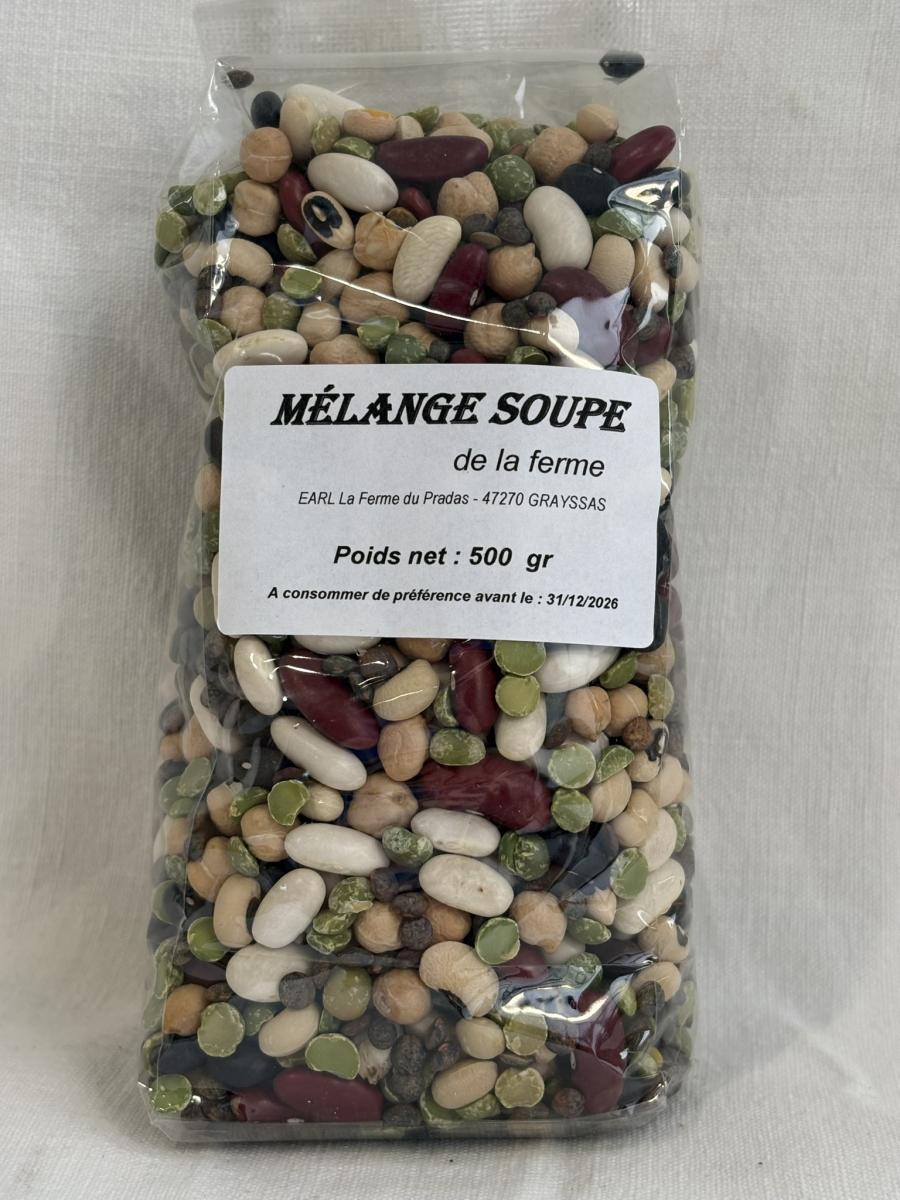 MÉLANGE SOUPE
de la ferme
EARL La Ferme du Pradas - 47270 GRAYSSAS
Poids net : 500 gr
A consommer de préférence avant le : 31/12/2026